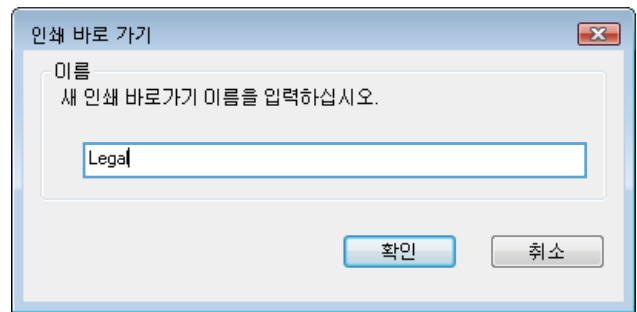 인쇄 바로 가기
이름
새 인쇄 바로가기 이름을 입력하십시오.
Legal
확인
취소